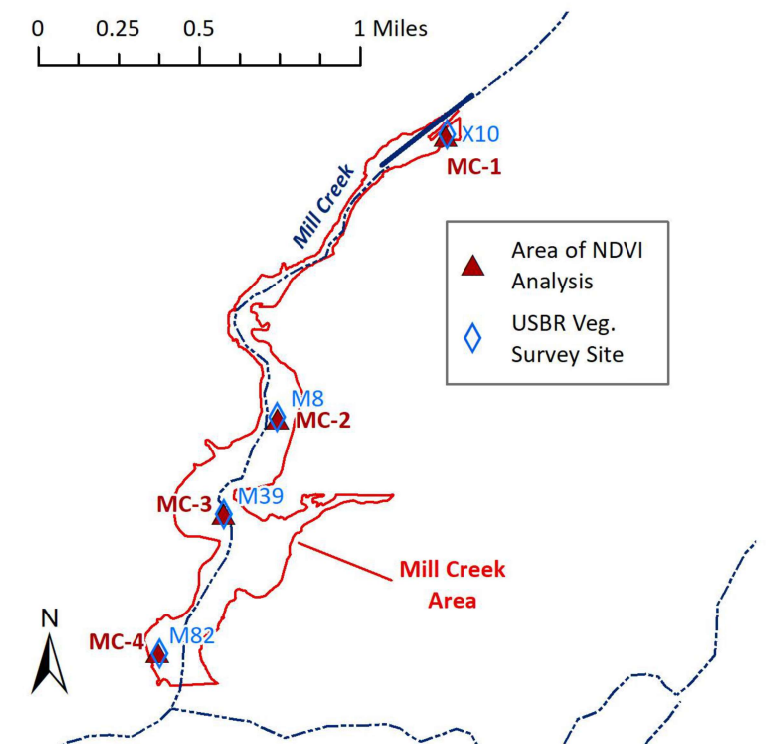 0 0.25 0.5 1 Miles
X10
MC-1
Mill Creek
Area of NDVI
Analysis
USBR Veg.
Survey Site
M8
MC-2
M39
MC-3
Mill Creek
Area
N
M82
MC-4